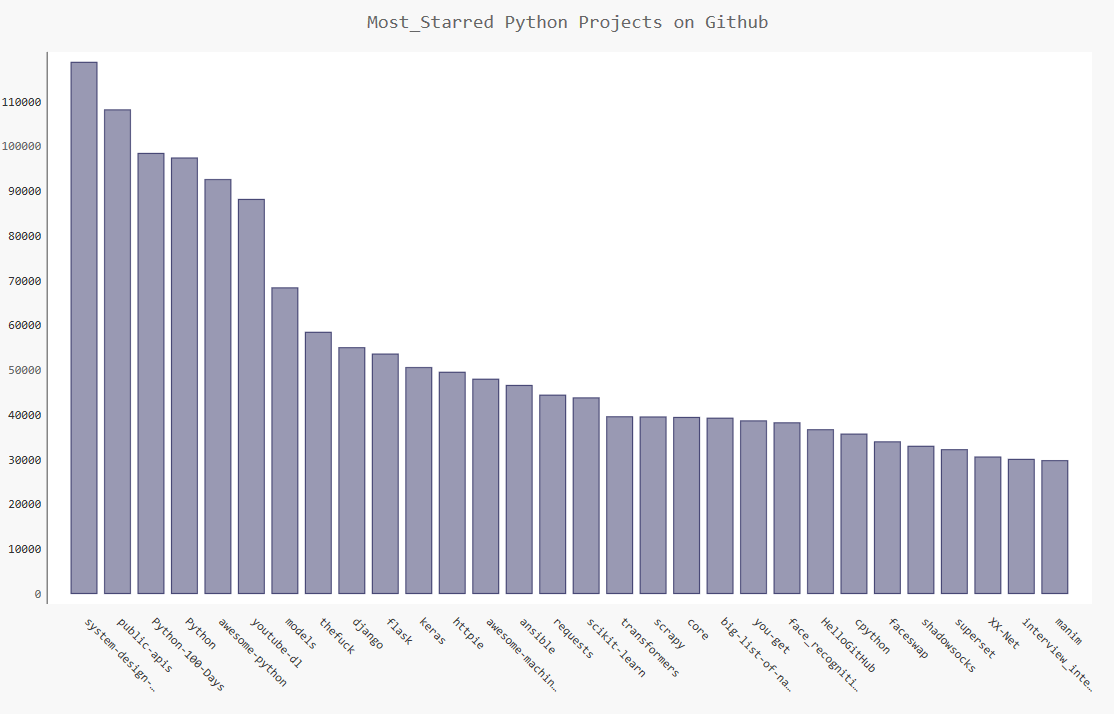 Most_Starred Python Projects on Github
110000
100000
90000
80000
70000
60000
50000
40000
30000
20000
10000
0
system-design-…
public-apis
Python-100-Days
Python
awesome-python
youtube-dl
models
thefuck
django
flask
keras
httpie
awesome-machin…
ansible
requests
scikit-learn
transformers
scrapy
core
big-list-of-na…
you-get
face_recogniti…
HelloGitHub
cpython
faceswap
shadowsocks
superset
XX-Net
interview_inte…
manim